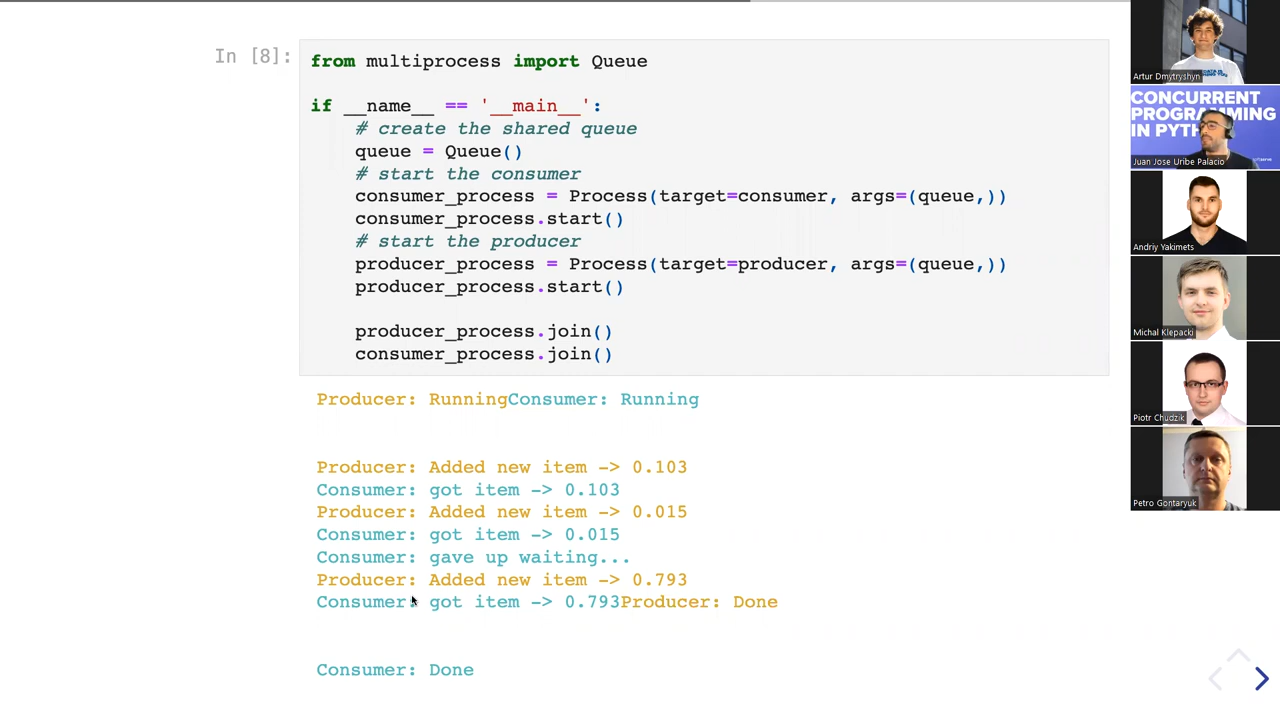 In [8]:
from multiprocess import Queue
if __name__ == '__main__':
# create the shared queue
queue = Queue()
# start the consumer
consumer_process = Process(target=consumer, args=(queue,))
consumer_process.start()
# start the producer
producer_process = Process(target=producer, args=(queue,))
producer_process.start()
producer_process.join()
consumer_process.join()
Producer: RunningConsumer: Running
Producer: Added new item -> 0.103
Consumer: got item -> 0.103
Producer: Added new item -> 0.015
Consumer: got item -> 0.015
Consumer: gave up waiting...
Producer: Added new item -> 0.793
Consumer: got item -> 0.793Producer: Done
Consumer: Done
Artur Dmytryshyn
CONCURRENT
PROGRAMMING
IN PYTH
Juan Jose Uribe Palacio
Andriy Yakimets
Michal Klepacki
Piotr Chudzik
Petro Gontaryuk